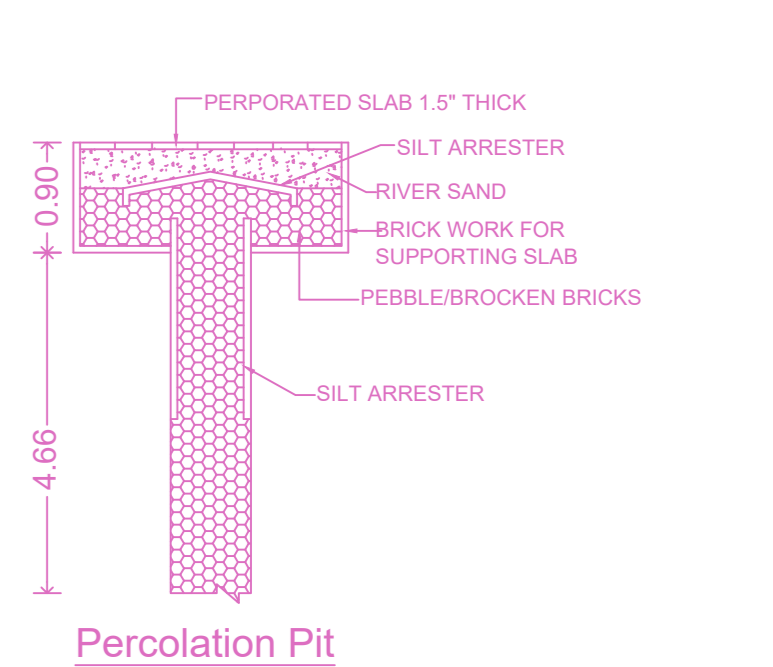 PERPORATED SLAB 1.5" THICK
SILT ARRESTER
RIVER SAND
BRICK WORK FOR
SUPPORTING SLAB
PEBBLE/BROCKEN BRICKS
SILT ARRESTER
0.90
4.66
Percolation Pit